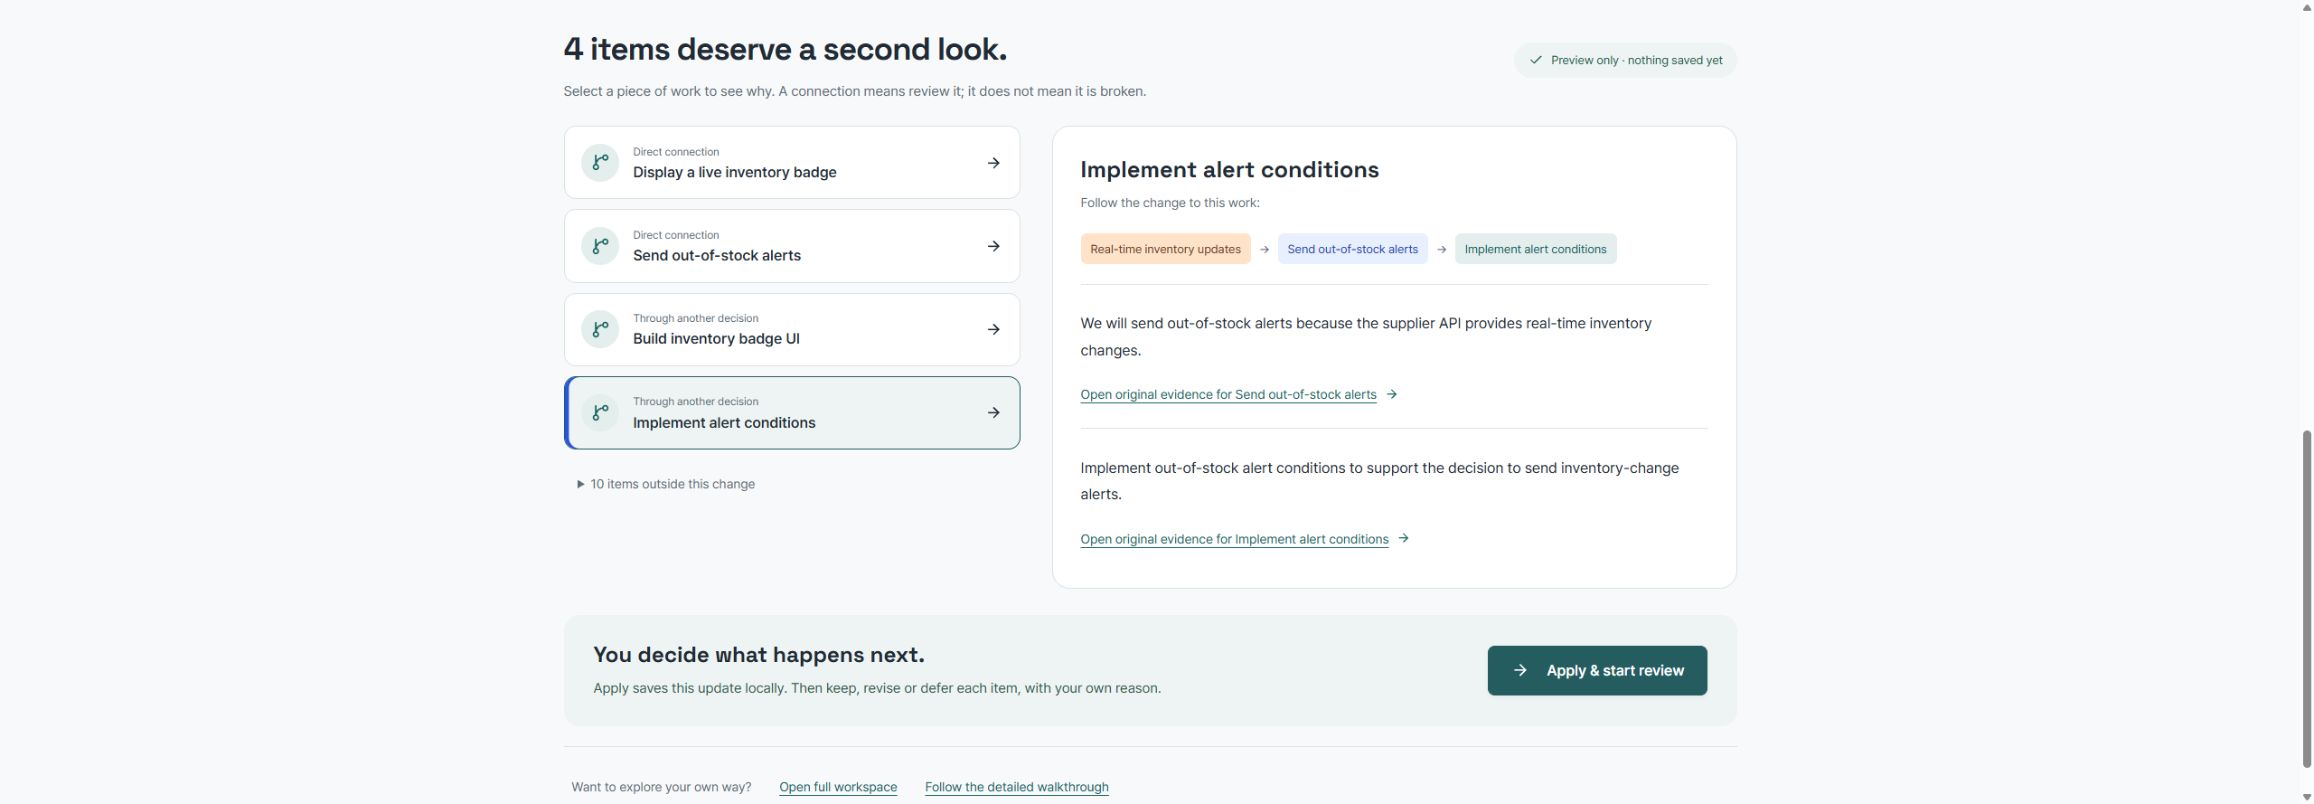 4 items deserve a second look.
Preview only · nothing saved yet
Select a piece of work to see why. A connection means review it; it does not mean it is broken.
Direct connection
Display a live inventory badge
Direct connection
Send out-of-stock alerts
Through another decision
Build inventory badge UI
Through another decision
Implement alert conditions
10 items outside this change
Implement alert conditions
Follow the change to this work:
Real-time inventory updates → Send out-of-stock alerts → Implement alert conditions
We will send out-of-stock alerts because the supplier API provides real-time inventory
changes.
Open original evidence for Send out-of-stock alerts →
Implement out-of-stock alert conditions to support the decision to send inventory-change
alerts.
Open original evidence for Implement alert conditions →
You decide what happens next.
Apply saves this update locally. Then keep, revise or defer each item, with your own reason.
→ Apply & start review
Want to explore your own way? Open full workspace Follow the detailed walkthrough